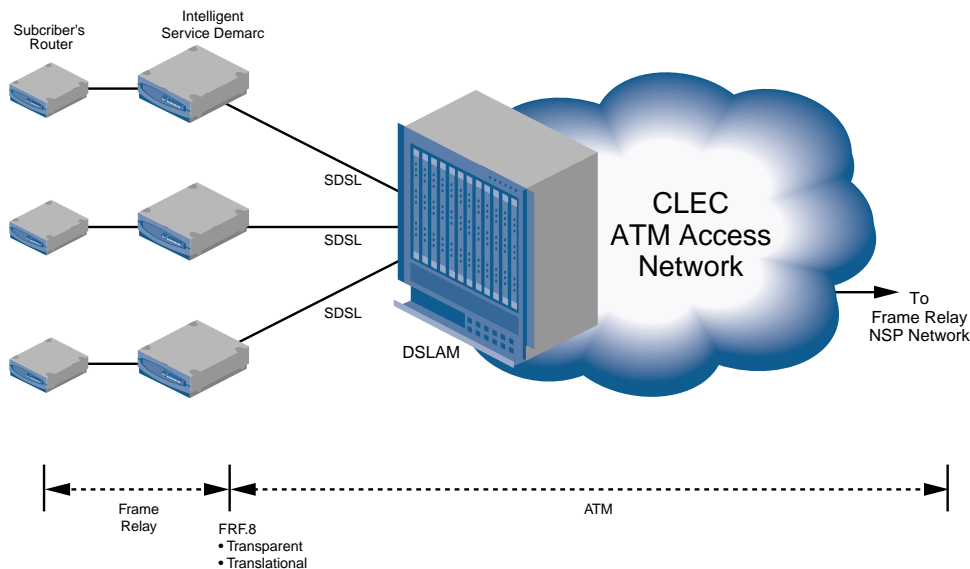 Subcriber's
Router
Intelligent
Service Demarc
SDSL
SDSL
SDSL
DSLAM
CLEC
ATM Access
Network
To
Frame Relay
NSP Network
Frame
Relay
ATM
FRF.8
• Transparent
• Translational